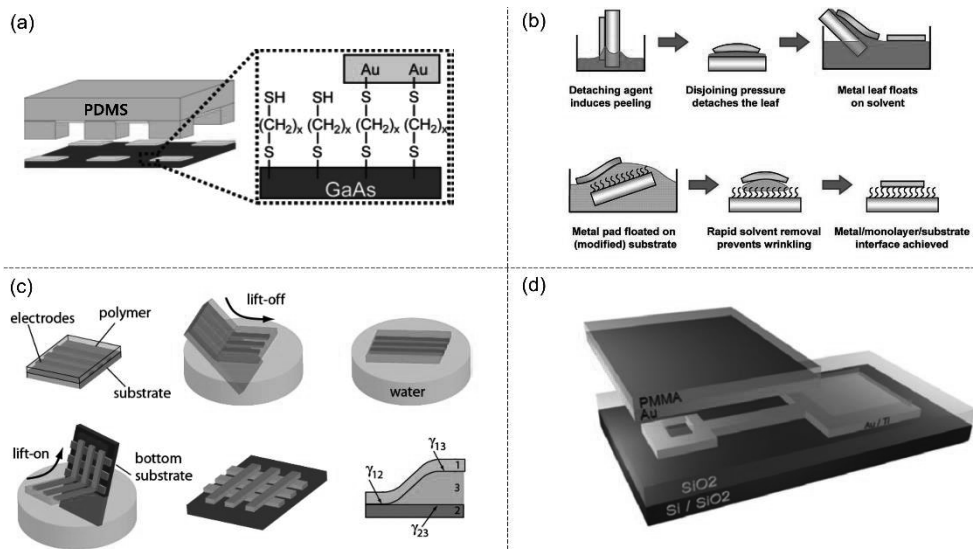 (a)
PDMS
Au Au
SH SH S S
(CH₂)ₓ (CH₂)ₓ (CH₂)ₓ (CH₂)ₓ
S S S S
GaAs
(b)
Detaching agent
induces peeling
Disjoining pressure
detaches the leaf
Metal leaf floats
on solvent
Metal pad floated on
(modified) substrate
Rapid solvent removal
prevents wrinkling
Metal/monolayer/substrate
interface achieved
(c)
electrodes
polymer
substrate
lift-off
water
lift-on
bottom
substrate
γ₁₃
γ₁₂
1
3
2
γ₂₃
(d)
PMMA
Au
Au / Ti
SiO2
Si / SiO2